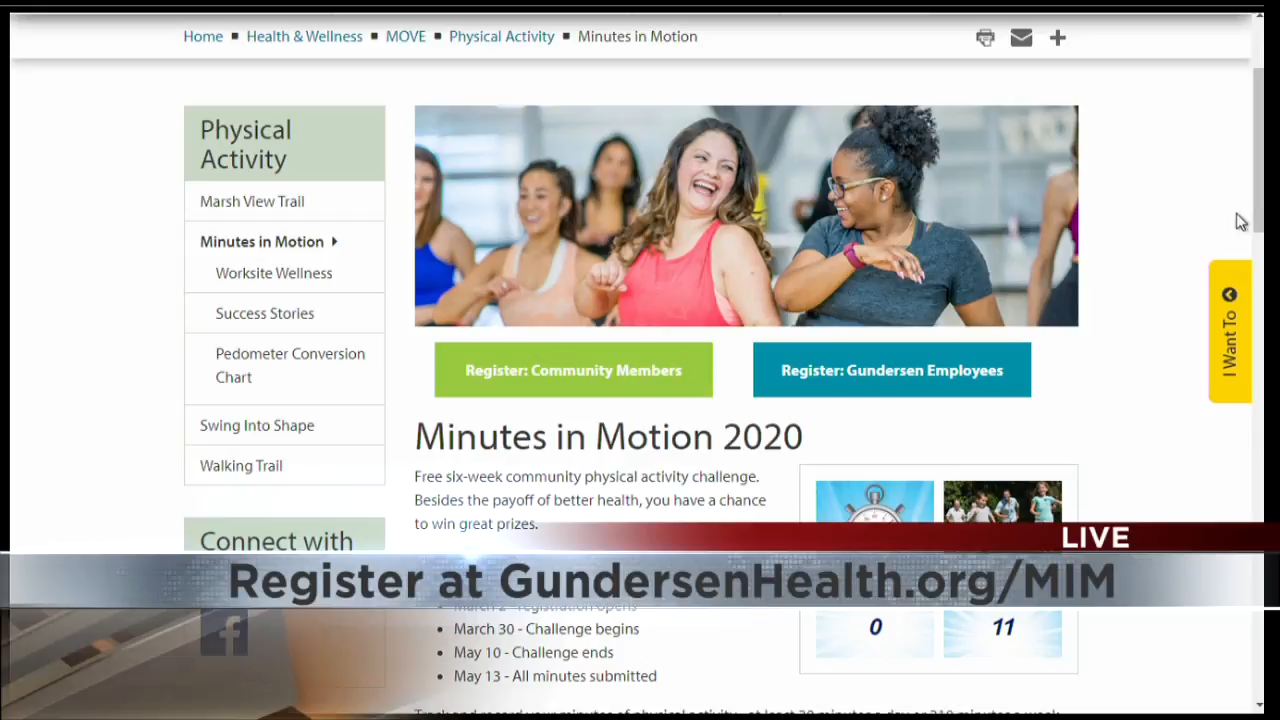 Home ▪ Health & Wellness ▪ MOVE ▪ Physical Activity ▪ Minutes in Motion
Physical
Activity
Marsh View Trail
Minutes in Motion
Worksite Wellness
Success Stories
Pedometer Conversion
Chart
Swing Into Shape
Walking Trail
Connect with
I Want To
Register: Community Members
Register: Gundersen Employees
Minutes in Motion 2020
Free six-week community physical activity challenge.
Besides the payoff of better health, you have a chance
to win great prizes.
LIVE
Register at GundersenHealth.org/MIM
March 2 - registration opens
• March 30 - Challenge begins
• May 10 - Challenge ends
• May 13 - All minutes submitted
0
11